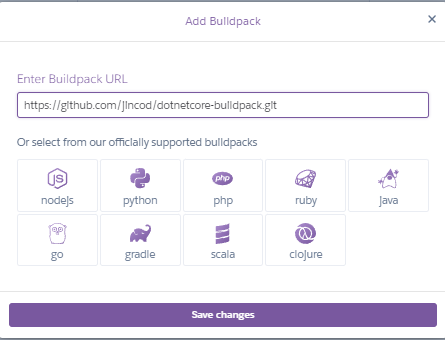 Add Buildpack
×
Enter Buildpack URL
https://github.com/jincod/dotnetcore-buildpack.git
Or select from our officially supported buildpacks
JS
php
nodejs
python
php
ruby
java
go
gradle
scala
clojure
Save changes